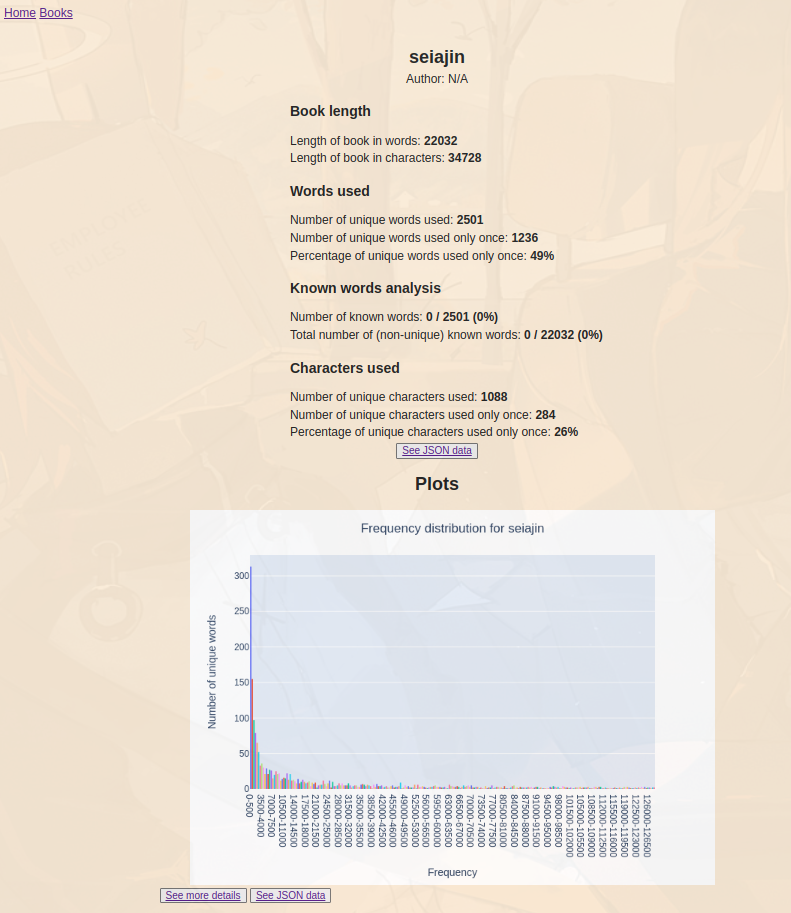 Home Books
seiajin
Author: N/A
Book length
Length of book in words: 22032
Length of book in characters: 34728
Words used
Number of unique words used: 2501
Number of unique words used only once: 1236
Percentage of unique words used only once: 49%
Known words analysis
Number of known words: 0 / 2501 (0%)
Total number of (non-unique) known words: 0 / 22032 (0%)
Characters used
Number of unique characters used: 1088
Number of unique characters used only once: 284
Percentage of unique characters used only once: 26%
See JSON data
Plots
Frequency distribution for seiajin
Number of unique words
300
250
200
150
100
50
0
0-500
3500-4000
7000-7500
10500-11000
14000-14500
17500-18000
21000-21500
24500-25000
28000-28500
31500-32000
35000-35500
38500-39000
42000-42500
45500-46000
49000-49500
52500-53000
56000-56500
59500-60000
63000-63500
66500-67000
70000-70500
73500-74000
77000-77500
80500-81000
84000-84500
87500-88000
91000-91500
94500-95000
98000-98500
101500-102000
105000-105500
108500-109000
112000-112500
115500-116000
119000-119500
122500-123000
126000-126500
Frequency
See more details See JSON data